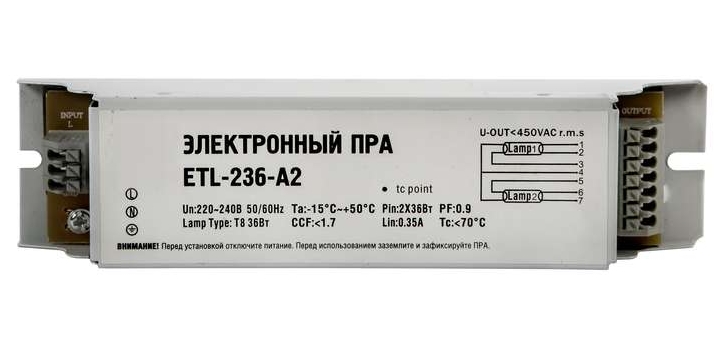 INPUT
L
ЭЛЕКТРОННЫЙ ПРА
ETL-236-A2
• tc point
Un:220~240В 50/60Hz Ta:-15°C~+50°C Pin:2X36Вт PF:0.9
Lamp Type: T8 36Вт CCF:<1.7 Lin:0.35A Tc:<70°C
ВНИМАНИЕ! Перед установкой отключите питание. Перед использованием заземлите и зафиксируйте ПРА.
L
N
U-OUT<450VAC r.m.s
Lamp1
Lamp2
1
2
3
4
5
6
7
OUTPUT